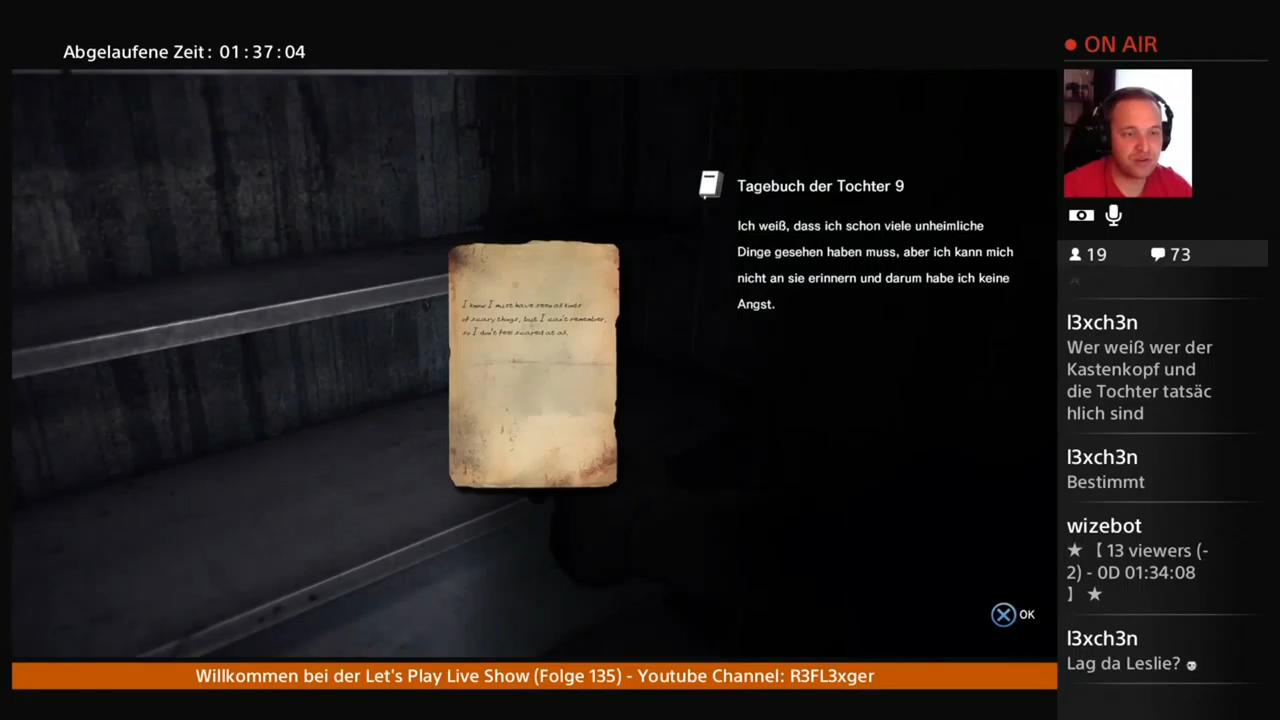 Abgelaufene Zeit: 01:37:04
ON AIR
Tagebuch der Tochter 9
Ich weiß, dass ich schon viele unheimliche
Dinge gesehen haben muss, aber ich kann mich
nicht an sie erinnern und darum habe ich keine
Angst.
I know I must have seen all kinds
of scary things, but I can't remember,
so I don't feel scared at all.
OK
19 73
l3xch3n
Wer weiß wer der
Kastenkopf und
die Tochter tatsäc
hlich sind
l3xch3n
Bestimmt
wizebot
★ 【 13 viewers (-
2) - 0D 01:34:08
】 ★
l3xch3n
Lag da Leslie?
Willkommen bei der Let's Play Live Show (Folge 135) - Youtube Channel: R3FL3xger